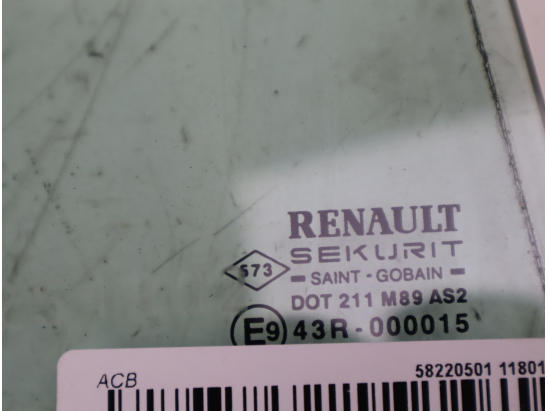 RENAULT
SEKURIT
573
SAINT - GOBAIN
DOT 211 M89 AS2
E9 43R-000015
ACB
58220501 11801